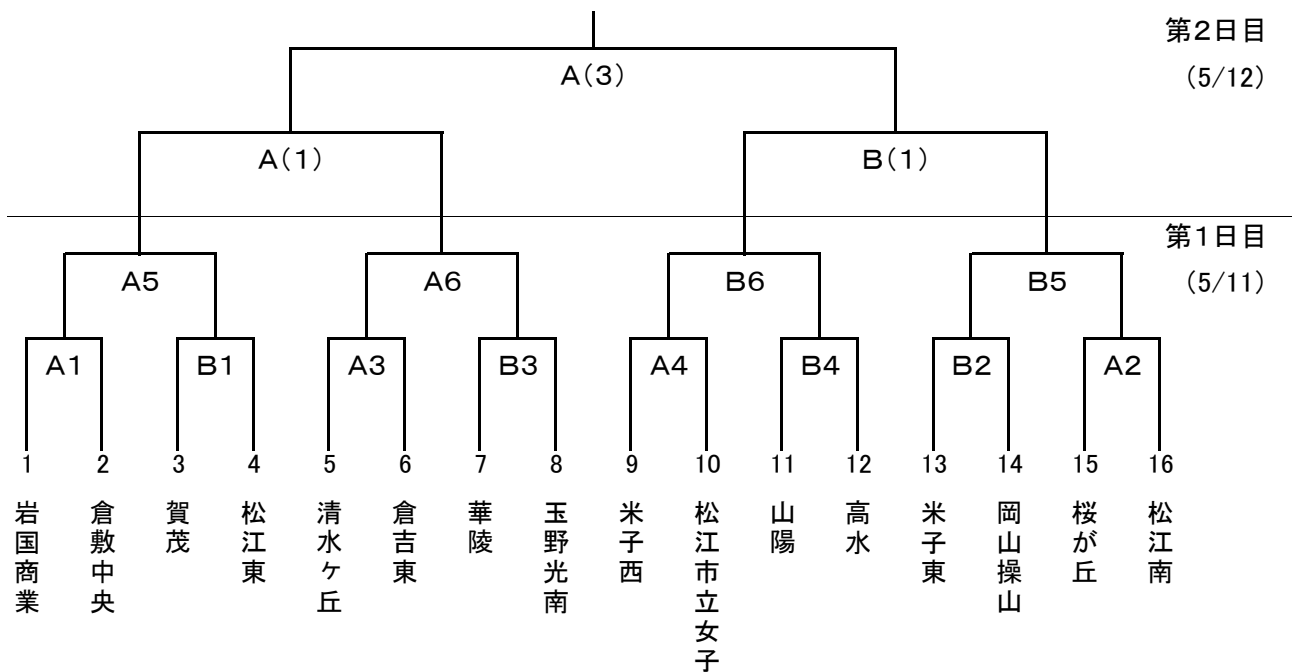 第2日目
A(3)
(5/12)
A(1)
B(1)
第1日目
A5
A6
B6
B5
(5/11)
A1
B1
A3
B3
A4
B4
B2
A2
1
2
3
4
5
6
7
8
9
10
11
12
13
14
15
16
岩国商業
倉敷中央
賀茂
松江東
清水ヶ丘
倉吉東
華陵
玉野光南
米子西
松江市立女子
山陽
高水
米子東
岡山操山
桜が丘
松江南